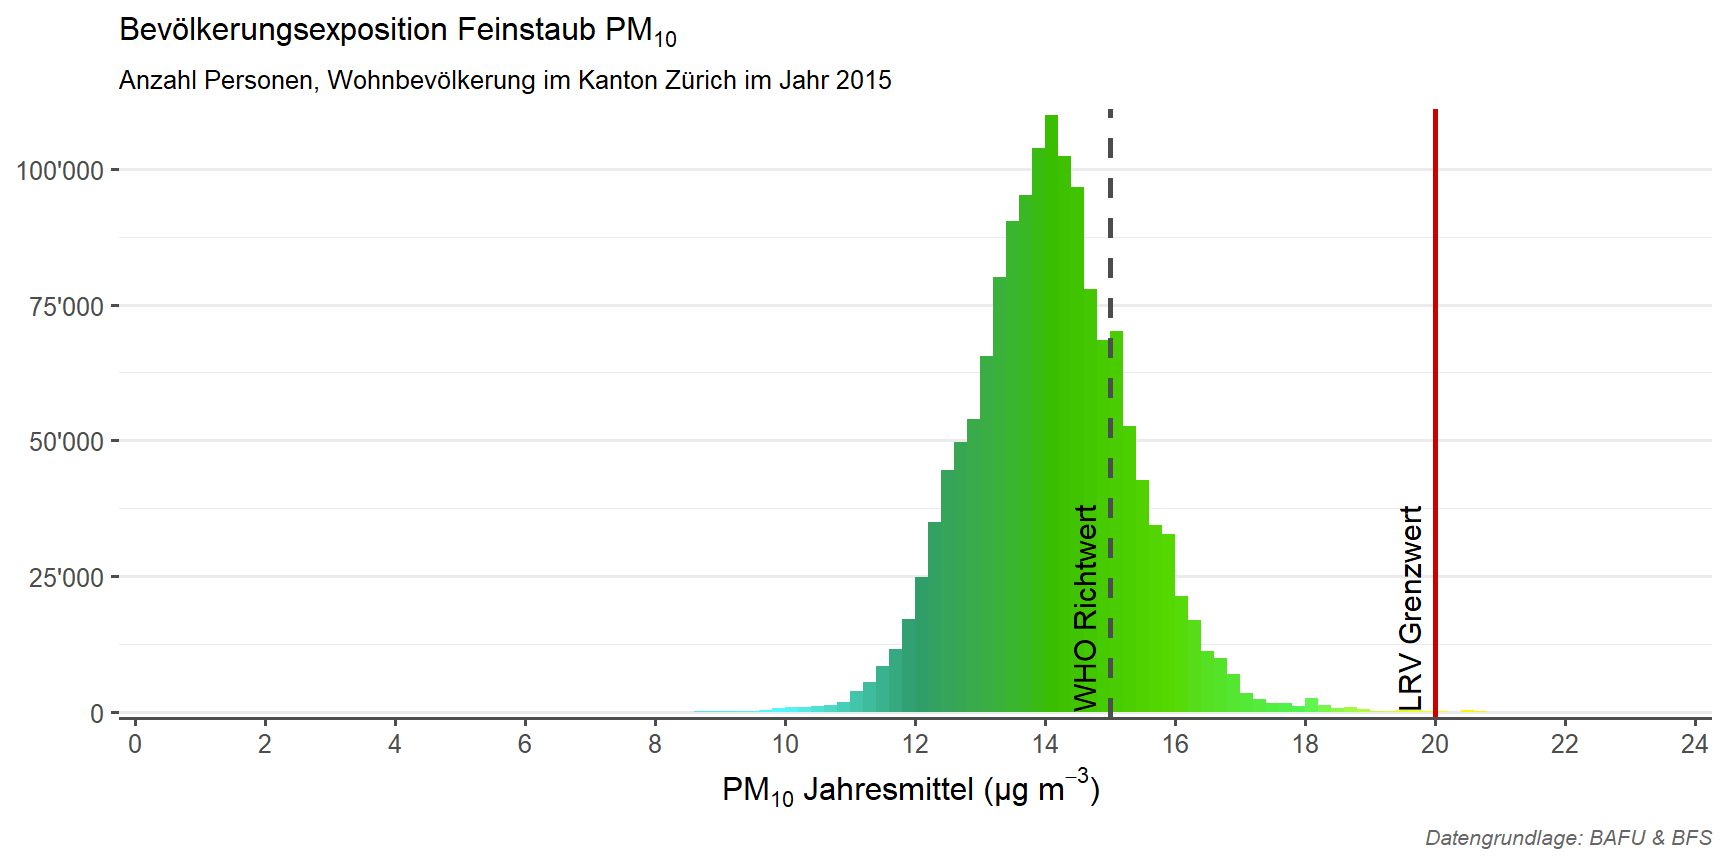 Bevölkerungsexposition Feinstaub PM₁₀
Anzahl Personen, Wohnbevölkerung im Kanton Zürich im Jahr 2015
100'000
75'000
50'000
25'000
0
WHO Richtwert
LRV Grenzwert
0 2 4 6 8 10 12 14 16 18 20 22 24
PM₁₀ Jahresmittel (µg m⁻³)
Datengrundlage: BAFU & BFS